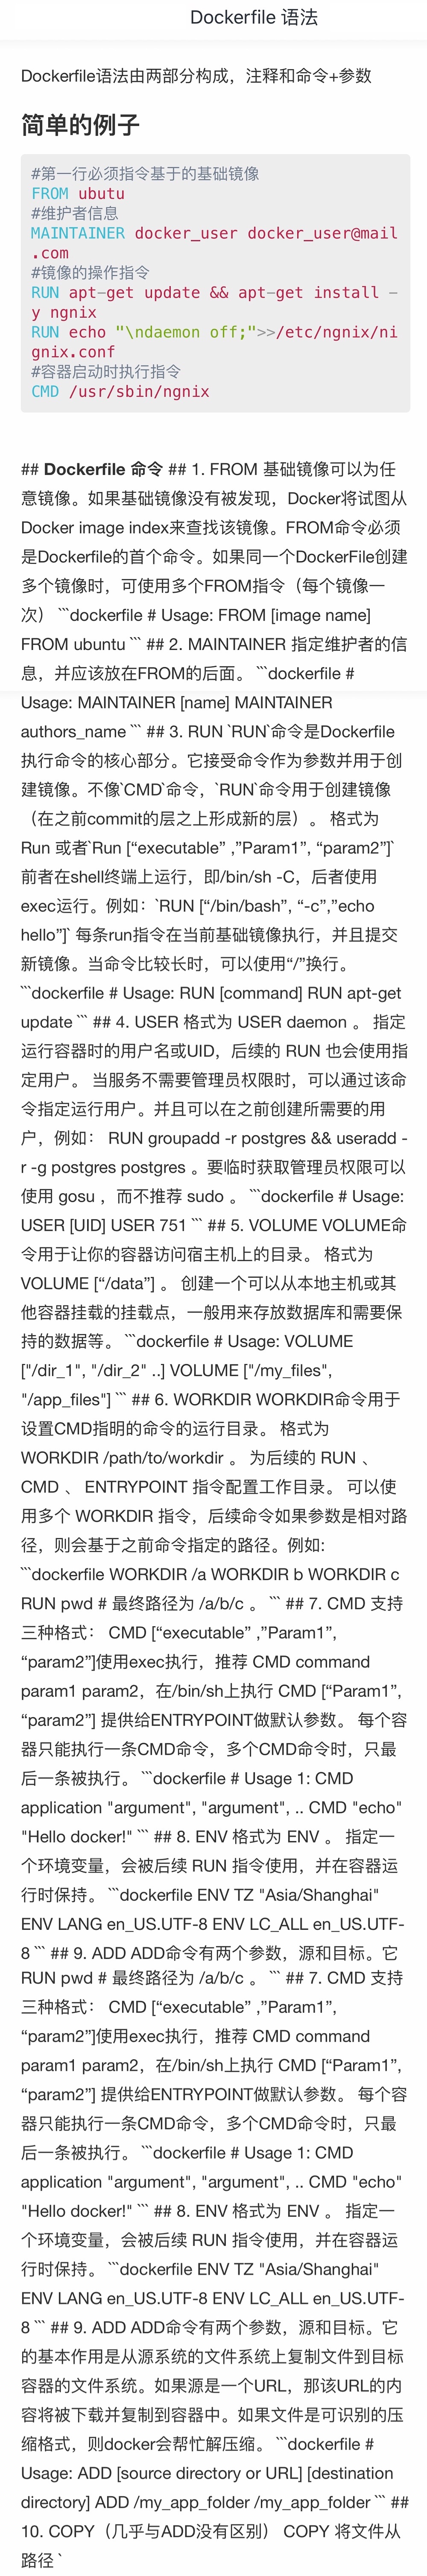 Dockerfile 语法
Dockerfile语法由两部分构成，注释和命令+参数
简单的例子
#第一行必须指令基于的基础镜像
FROM ubutu
#维护者信息
MAINTAINER docker_user docker_user@mail
.com
#镜像的操作指令
RUN apt-get update && apt-get install -
y ngnix
RUN echo "\ndaemon off;">>/etc/ngnix/ni
gnix.conf
#容器启动时执行指令
CMD /usr/sbin/ngnix
## Dockerfile 命令 ## 1. FROM 基础镜像可以为任
意镜像。如果基础镜像没有被发现，Docker将试图从
Docker image index来查找该镜像。FROM命令必须
是Dockerfile的首个命令。如果同一个DockerFile创建
多个镜像时，可使用多个FROM指令（每个镜像一
次） ```dockerfile # Usage: FROM [image name]
FROM ubuntu ``` ## 2. MAINTAINER 指定维护者的信
息，并应该放在FROM的后面。 ```dockerfile #
Usage: MAINTAINER [name] MAINTAINER
authors_name ``` ## 3. RUN `RUN`命令是Dockerfile
执行命令的核心部分。它接受命令作为参数并用于创
建镜像。不像`CMD`命令，`RUN`命令用于创建镜像
（在之前commit的层之上形成新的层）。 格式为
Run 或者`Run [“executable” ,”Param1”, “param2”]`
前者在shell终端上运行，即/bin/sh -C，后者使用
exec运行。例如：`RUN [“/bin/bash”, “-c”,”echo
hello”]` 每条run指令在当前基础镜像执行，并且提交
新镜像。当命令比较长时，可以使用“/”换行。
```dockerfile # Usage: RUN [command] RUN apt-get
update ``` ## 4. USER 格式为 USER daemon 。 指定
运行容器时的用户名或UID，后续的 RUN 也会使用指
定用户。 当服务不需要管理员权限时，可以通过该命
令指定运行用户。并且可以在之前创建所需要的用
户，例如： RUN groupadd -r postgres && useradd -
r -g postgres postgres 。要临时获取管理员权限可以
使用 gosu ，而不推荐 sudo 。 ```dockerfile # Usage:
USER [UID] USER 751 ``` ## 5. VOLUME VOLUME命
令用于让你的容器访问宿主机上的目录。 格式为
VOLUME [“/data”] 。 创建一个可以从本地主机或其
他容器挂载的挂载点，一般用来存放数据库和需要保
持的数据等。 ```dockerfile # Usage: VOLUME
["/dir_1", "/dir_2" ..] VOLUME ["/my_files",
"/app_files"] ``` ## 6. WORKDIR WORKDIR命令用于
设置CMD指明的命令的运行目录。 格式为
WORKDIR /path/to/workdir 。 为后续的 RUN 、
CMD 、 ENTRYPOINT 指令配置工作目录。 可以使
用多个 WORKDIR 指令，后续命令如果参数是相对路
径，则会基于之前命令指定的路径。例如:
```dockerfile WORKDIR /a WORKDIR b WORKDIR c
RUN pwd # 最终路径为 /a/b/c 。 ``` ## 7. CMD 支持
三种格式： CMD [“executable” ,”Param1”,
“param2”]使用exec执行，推荐 CMD command
param1 param2，在/bin/sh上执行 CMD [“Param1”,
“param2”] 提供给ENTRYPOINT做默认参数。 每个容
器只能执行一条CMD命令，多个CMD命令时，只最
后一条被执行。 ```dockerfile # Usage 1: CMD
application "argument", "argument", .. CMD "echo"
"Hello docker!" ``` ## 8. ENV 格式为 ENV 。 指定一
个环境变量，会被后续 RUN 指令使用，并在容器运
行时保持。 ```dockerfile ENV TZ "Asia/Shanghai"
ENV LANG en_US.UTF-8 ENV LC_ALL en_US.UTF-
8 ``` ## 9. ADD ADD命令有两个参数，源和目标。它
RUN pwd # 最终路径为 /a/b/c 。 ``` ## 7. CMD 支持
三种格式： CMD [“executable” ,”Param1”,
“param2”]使用exec执行，推荐 CMD command
param1 param2，在/bin/sh上执行 CMD [“Param1”,
“param2”] 提供给ENTRYPOINT做默认参数。 每个容
器只能执行一条CMD命令，多个CMD命令时，只最
后一条被执行。 ```dockerfile # Usage 1: CMD
application "argument", "argument", .. CMD "echo"
"Hello docker!" ``` ## 8. ENV 格式为 ENV 。 指定一
个环境变量，会被后续 RUN 指令使用，并在容器运
行时保持。 ```dockerfile ENV TZ "Asia/Shanghai"
ENV LANG en_US.UTF-8 ENV LC_ALL en_US.UTF-
8 ``` ## 9. ADD ADD命令有两个参数，源和目标。它
的基本作用是从源系统的文件系统上复制文件到目标
容器的文件系统。如果源是一个URL，那该URL的内
容将被下载并复制到容器中。如果文件是可识别的压
缩格式，则docker会帮忙解压缩。 ```dockerfile #
Usage: ADD [source directory or URL] [destination
directory] ADD /my_app_folder /my_app_folder ``` ##
10. COPY（几乎与ADD没有区别） COPY 将文件从
路径 `